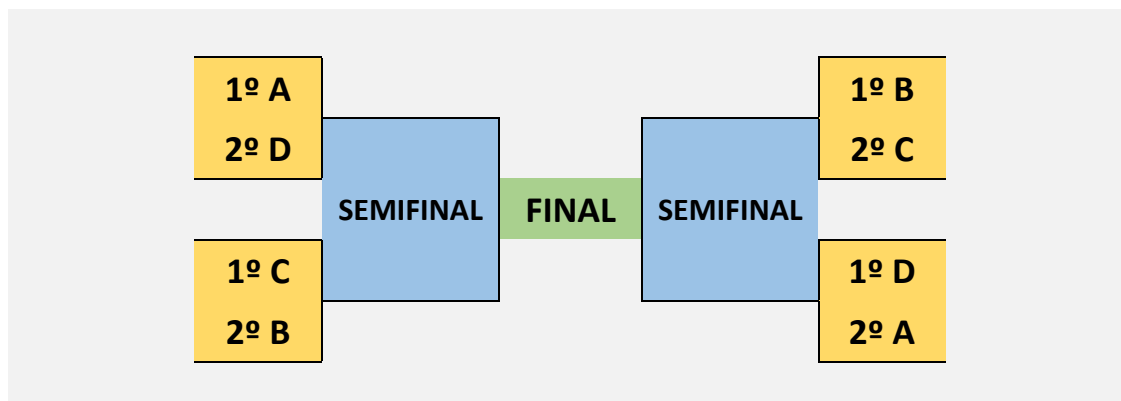 1º A
2º D
1º C
2º B
SEMIFINAL
FINAL
SEMIFINAL
1º B
2º C
1º D
2º A